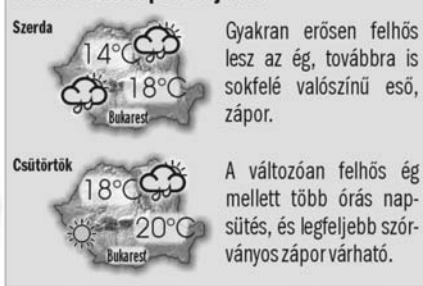 Szerda
14°C
18°C
Bukarest
Gyakran erősen felhős
lesz az ég, továbbra is
sokfelé valószínű eső,
zápor.
Csütörtök
18°C
20°C
Bukarest
A változóan felhős ég
mellett több órás nap-
sütés, és legfeljebb szór-
ványos zápor várható.